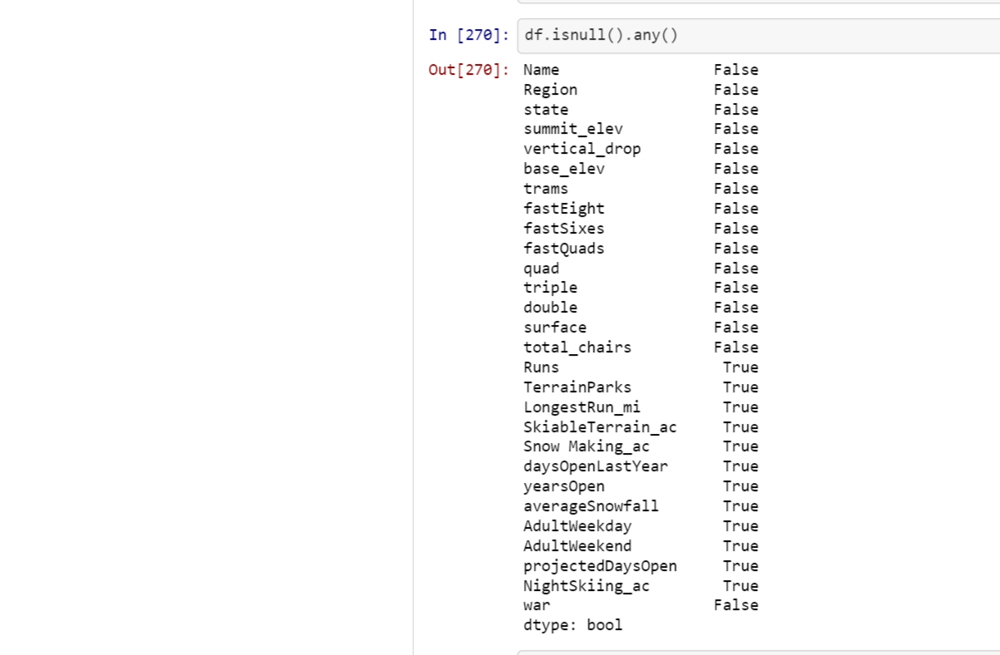 In [270]: df.isnull().any()
Out[270]: Name False
Region False
state False
summit_elev False
vertical_drop False
base_elev False
trams False
fastEight False
fastSixes False
fastQuads False
quad False
triple False
double False
surface False
total_chairs False
Runs True
TerrainParks True
LongestRun_mi True
SkiableTerrain_ac True
Snow Making_ac True
daysOpenLastYear True
yearsOpen True
averageSnowfall True
AdultWeekday True
AdultWeekend True
projectedDaysOpen True
NightSkiing_ac True
war False
dtype: bool